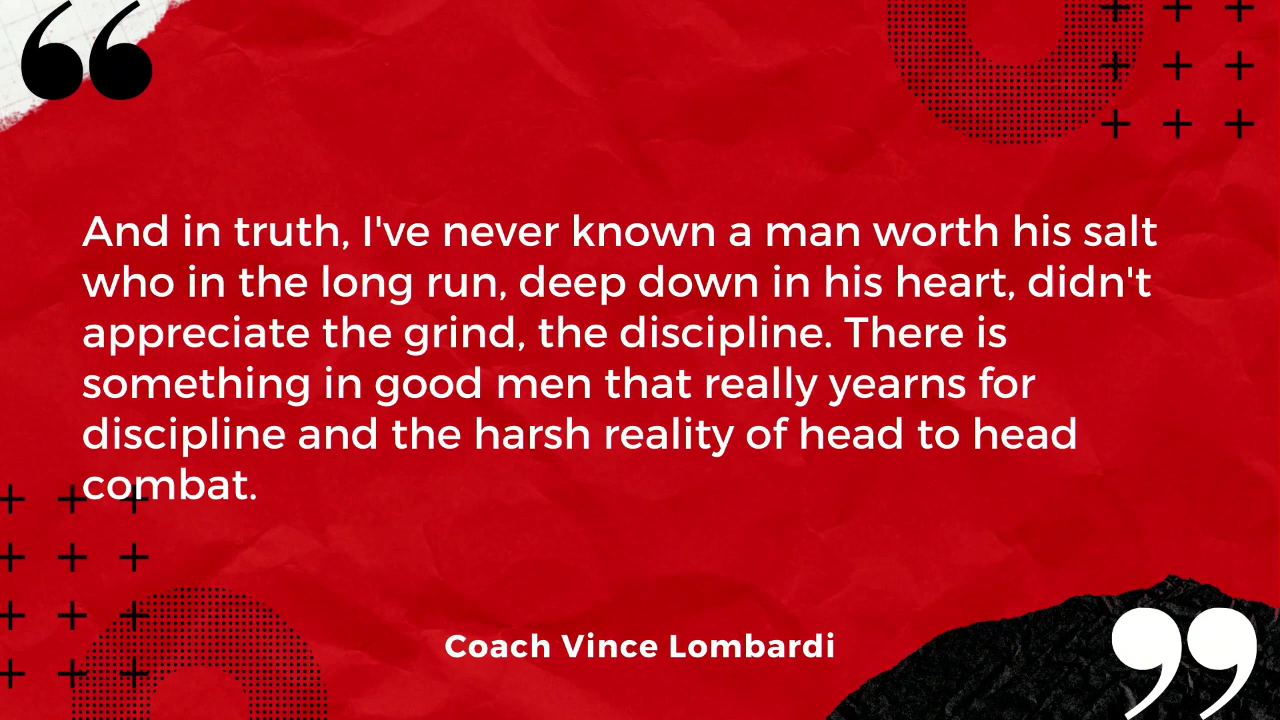 And in truth, I've never known a man worth his salt
who in the long run, deep down in his heart, didn't
appreciate the grind, the discipline. There is
something in good men that really yearns for
discipline and the harsh reality of head to head
combat.
Coach Vince Lombardi